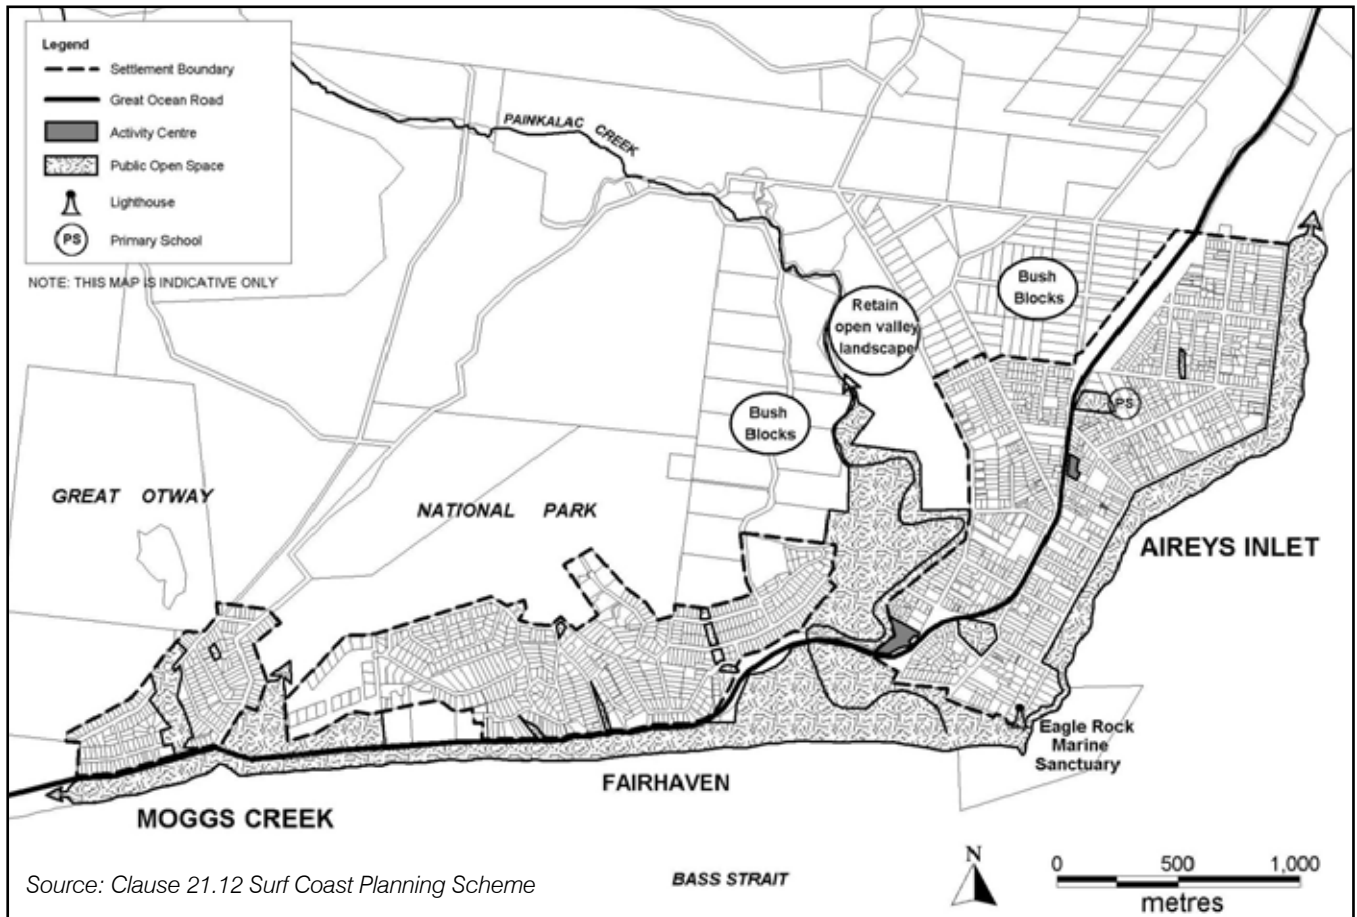 Legend
Settlement Boundary
Great Ocean Road
Activity Centre
Public Open Space
Lighthouse
PS Primary School
NOTE: THIS MAP IS INDICATIVE ONLY
PAINKALAC CREEK
Bush
Blocks
Retain
open valley
landscape
PS
Bush
Blocks
GREAT OTWAY
NATIONAL PARK
AIREYS INLET
Eagle Rock
Marine
Sanctuary
FAIRHAVEN
MOGGS CREEK
Source: Clause 21.12 Surf Coast Planning Scheme
BASS STRAIT
N
0 500 1,000
metres